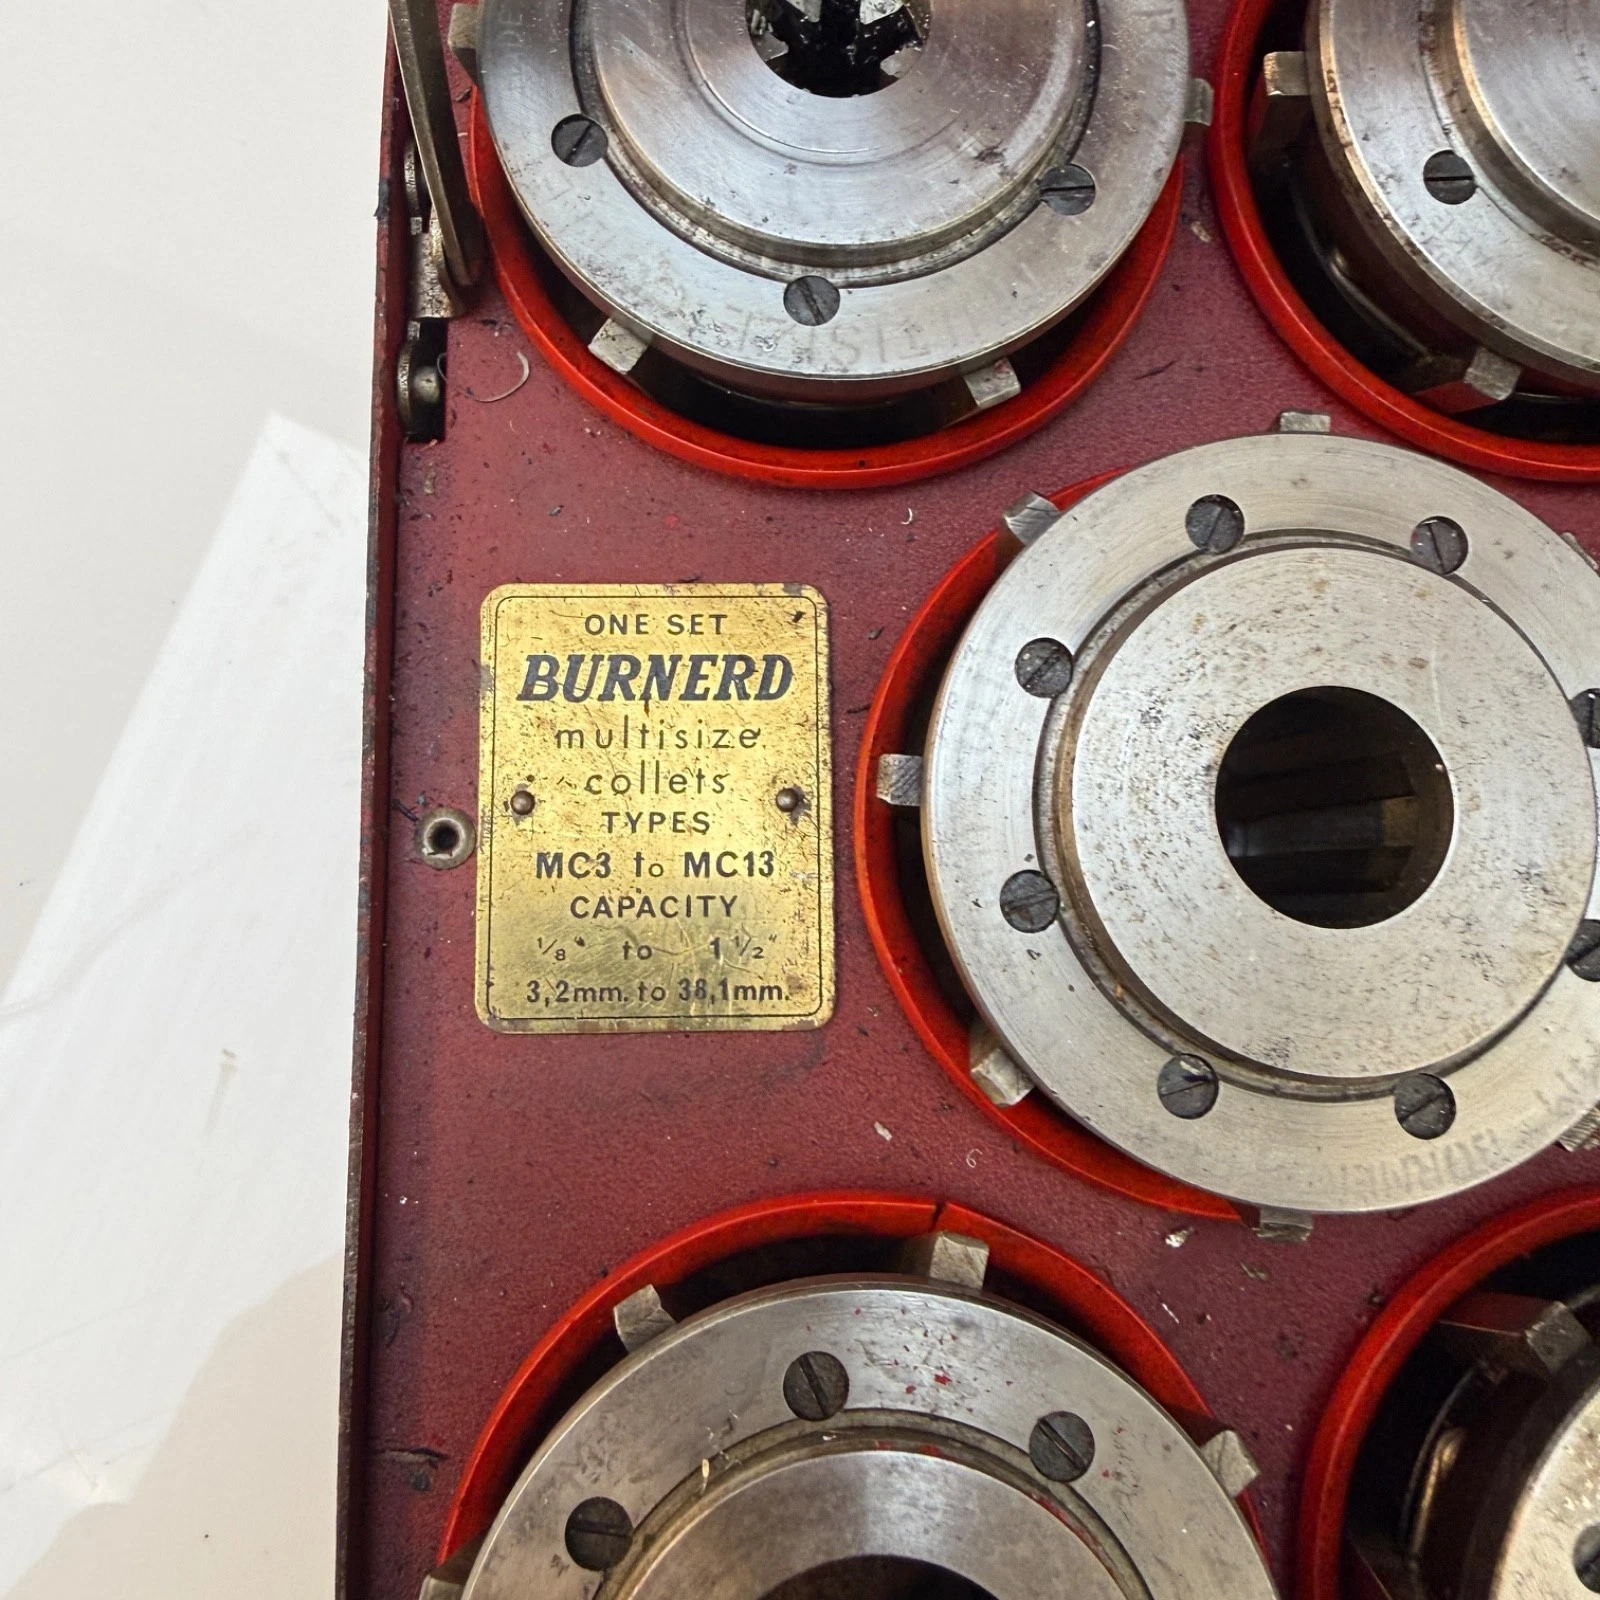 ONE SET
BURNERD
multisize
collets
TYPES
MC3 to MC13
CAPACITY
1/8" to 1 1/2"
3,2mm. to 38,1mm.